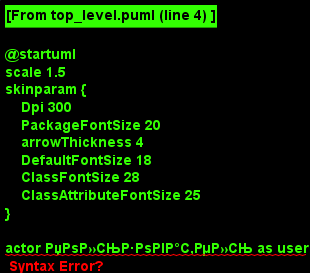 [From top_level.puml (line 4) ]
@startuml
scale 1.5
skinparam {
Dpi 300
PackageFontSize 20
arrowThickness 4
DefaultFontSize 18
ClassFontSize 28
ClassAttributeFontSize 25
}
actor РџРѕР»СЊР·РѕРІР°С‚РµР»СЊ as user
Syntax Error?